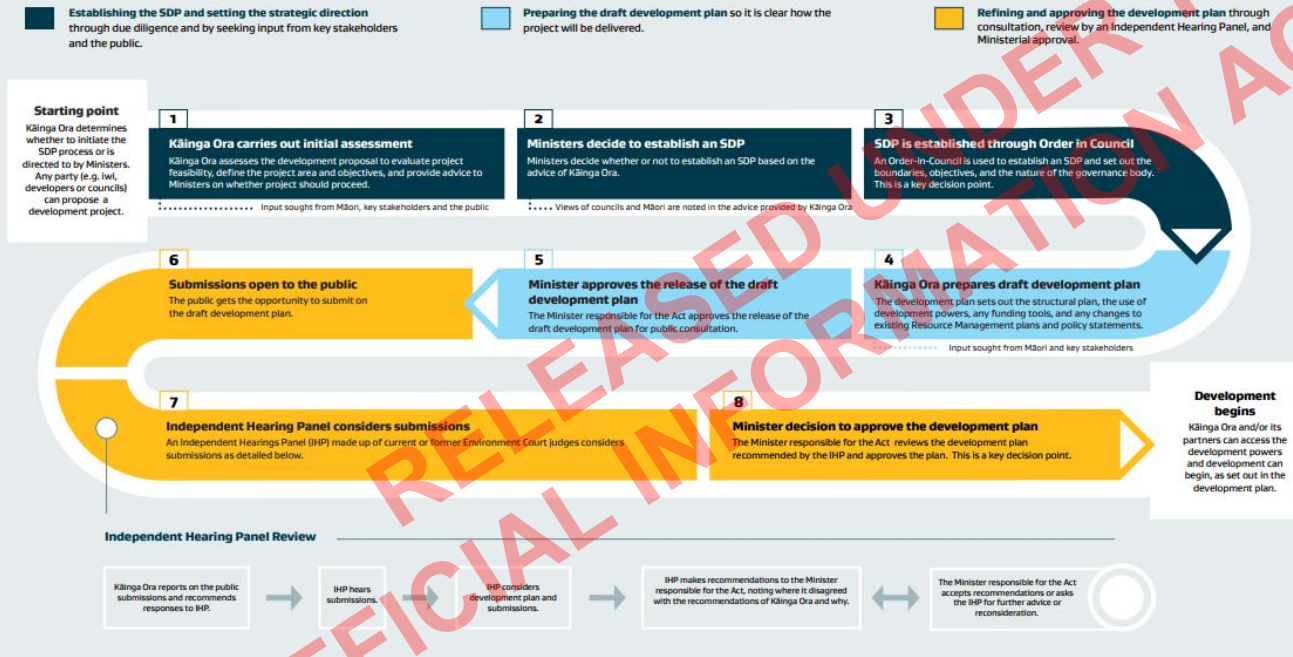 Establishing the SDP and setting the strategic direction
through due diligence and by seeking input from key stakeholders
and the public.
Preparing the draft development plan so it is clear how the
project will be delivered.
Refining and approving the development plan through
consultation, review by an Independent Hearing Panel, and
Ministerial approval.
Starting point
Kāinga Ora determines
whether to initiate the
SDP process or is
directed to by Ministers.
Any party (e.g. iwi,
developers or councils)
can propose a
development project.
1
Kāinga Ora carries out initial assessment
Kāinga Ora assesses the development proposal to evaluate project
feasibility, define the project area and objectives, and provide advice to
Ministers on whether project should proceed.
Input sought from Māori, key stakeholders and the public
2
Ministers decide to establish an SDP
Ministers decide whether or not to establish an SDP based on the
advice of Kāinga Ora.
Views of councils and Māori are noted in the advice provided by Kāinga Ora
3
SDP is established through Order in Council
An Order-in-Council is used to establish an SDP and set out the
boundaries, objectives, and the nature of the governance body.
This is a key decision point.
4
Kāinga Ora prepares draft development plan
The development plan sets out the structural plan, the use of
development powers, any funding tools, and any changes to
existing Resource Management plans and policy statements.
Input sought from Māori and key stakeholders
5
Minister approves the release of the draft
development plan
The Minister responsible for the Act approves the release of the
draft development plan for public consultation.
6
Submissions open to the public
The public gets the opportunity to submit on
the draft development plan.
7
Independent Hearing Panel considers submissions
An Independent Hearings Panel (IHP) made up of current or former Environment Court judges considers
submissions as detailed below.
8
Minister decision to approve the development plan
The Minister responsible for the Act reviews the development plan
recommended by the IHP and approves the plan. This is a key decision point.
Development
begins
Kāinga Ora and/or its
partners can access the
development powers
and development can
begin, as set out in the
development plan.
Independent Hearing Panel Review
Kāinga Ora reports on the public
submissions and recommends
responses to IHP.
IHP hears
submissions.
IHP considers
development plan and
submissions.
IHP makes recommendations to the Minister
responsible for the Act, noting where it disagreed
with the recommendations of Kāinga Ora and why.
The Minister responsible for the Act
accepts recommendations or asks
the IHP for further advice or
reconsideration.
RELEASED UNDER T
FFICIAL INFORMATION AC